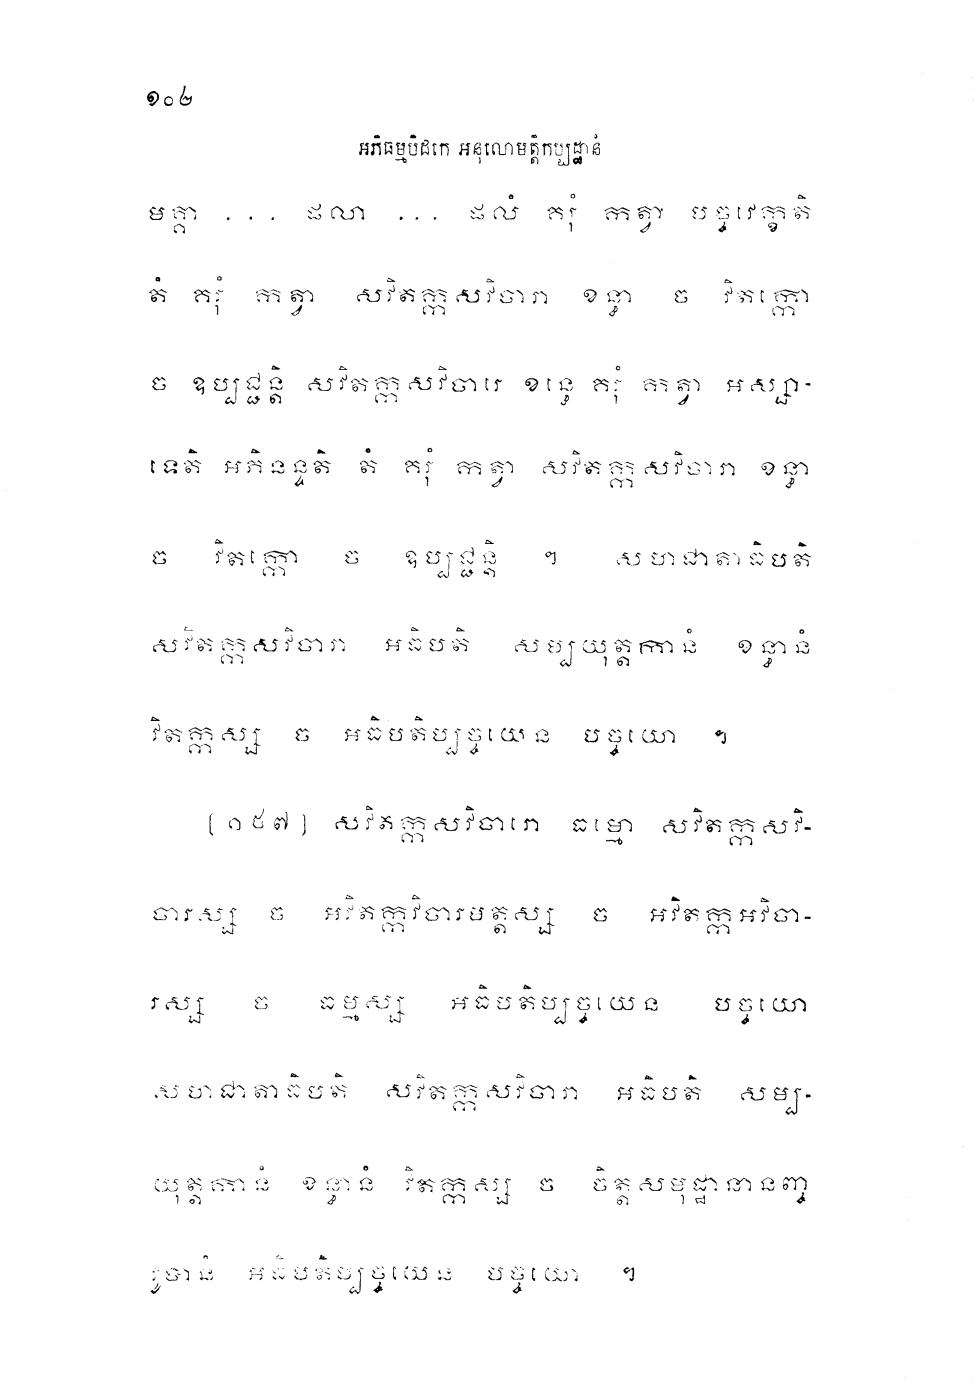 ១០៤
អភិធម្មបិដកេ អនុលោមត្តិកប្បដ្ឋានំ
មគ្គា ... ផលា ... ផលំ គរុំ កត្វា បច្ចវេក្ខតិ
តំ គរុំ កត្វា សវិតក្កសវិចារា ខន្ធា ច វិតក្កោ
ច ឧប្បជ្ជន្តិ សវិតក្កសវិចារេ ខន្ធេ គរុំ កត្វា អស្សា-
ទេតិ អភិនន្ទតិ តំ គរុំ កត្វា សវិតក្កសវិចារា ខន្ធា
ច វិតក្កោ ច ឧប្បជ្ជន្តិ ។ សហជាតាធិបតិ
សវិតក្កសវិចារា អធិបតិ សម្បយុត្តកានំ ខន្ធានំ
វិតក្កស្ស ច អធិបតិប្បច្ចយេន បច្ចយោ ។
[១៥៧] សវិតក្កសវិចារោ ធម្មោ សវិតក្កសវិ-
ចារស្ស ច អវិតក្កវិចារមត្តស្ស ច អវិតក្កអវិចា-
រស្ស ច ធម្មស្ស អធិបតិប្បច្ចយេន បច្ចយោ
សហជាតាធិបតិ សវិតក្កសវិចារា អធិបតិ សម្ប-
យុត្តកានំ ខន្ធានំ វិតក្កស្ស ច ចិត្តសមុដ្ឋានានញ្ច
រូបានំ អធិបតិប្បច្ចយេន បច្ចយោ ។